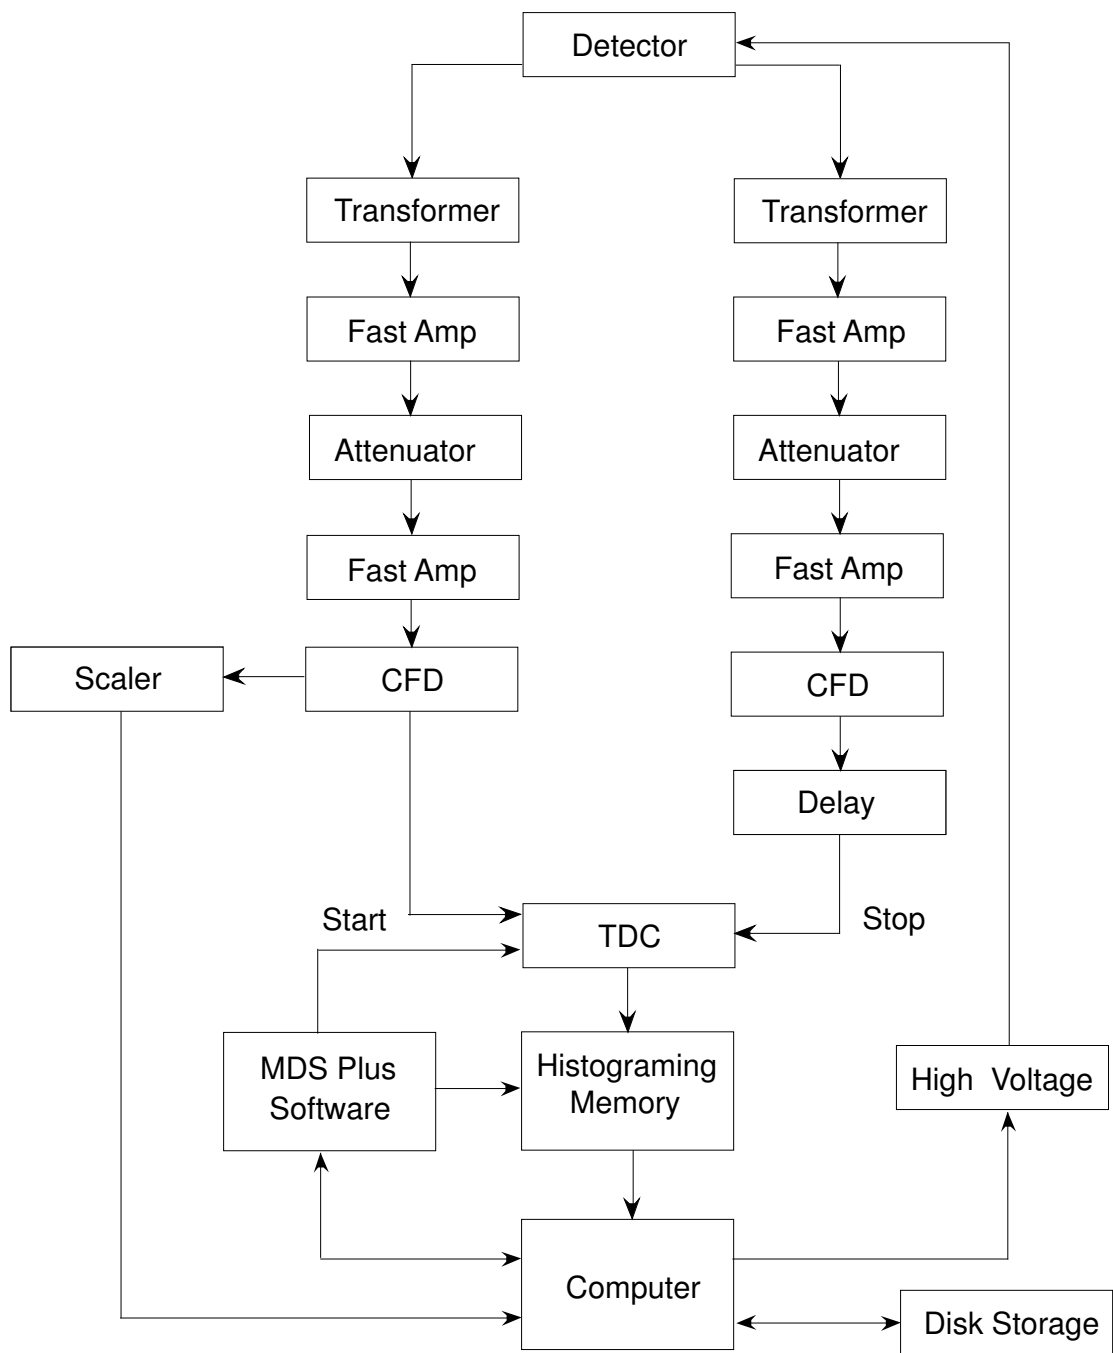 Detector
Transformer
Transformer
Fast Amp
Fast Amp
Attenuator
Attenuator
Fast Amp
Fast Amp
Scaler
CFD
CFD
Delay
Start
TDC
Stop
MDS Plus
Software
Histograming
Memory
High Voltage
Computer
Disk Storage